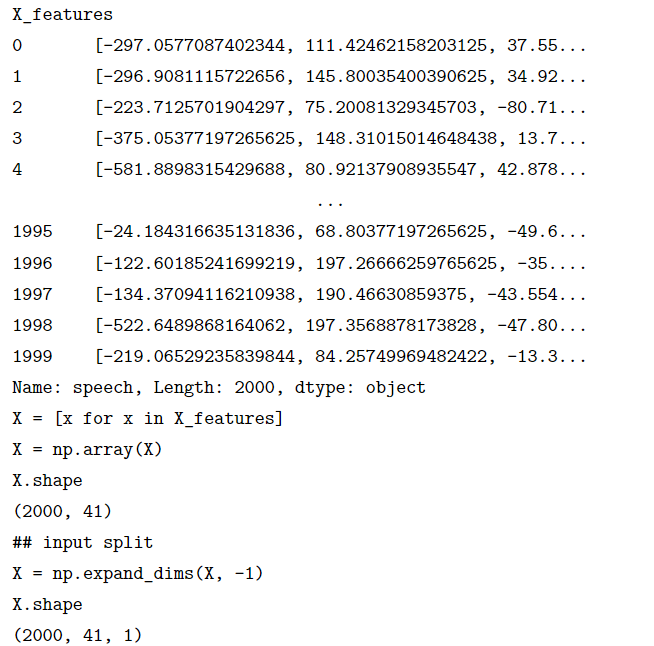 X_features
0 [-297.0577087402344, 111.42462158203125, 37.55...
1 [-296.9081115722656, 145.80035400390625, 34.92...
2 [-223.7125701904297, 75.20081329345703, -80.71...
3 [-375.05377197265625, 148.31015014648438, 13.7...
4 [-581.8898315429688, 80.92137908935547, 42.878...
...
1995 [-24.184316635131836, 68.80377197265625, -49.6...
1996 [-122.60185241699219, 197.26666259765625, -35....
1997 [-134.37094116210938, 190.46630859375, -43.554...
1998 [-522.6489868164062, 197.3568878173828, -47.80...
1999 [-219.06529235839844, 84.25749969482422, -13.3...
Name: speech, Length: 2000, dtype: object
X = [x for x in X_features]
X = np.array(X)
X.shape
(2000, 41)
## input split
X = np.expand_dims(X, -1)
X.shape
(2000, 41, 1)